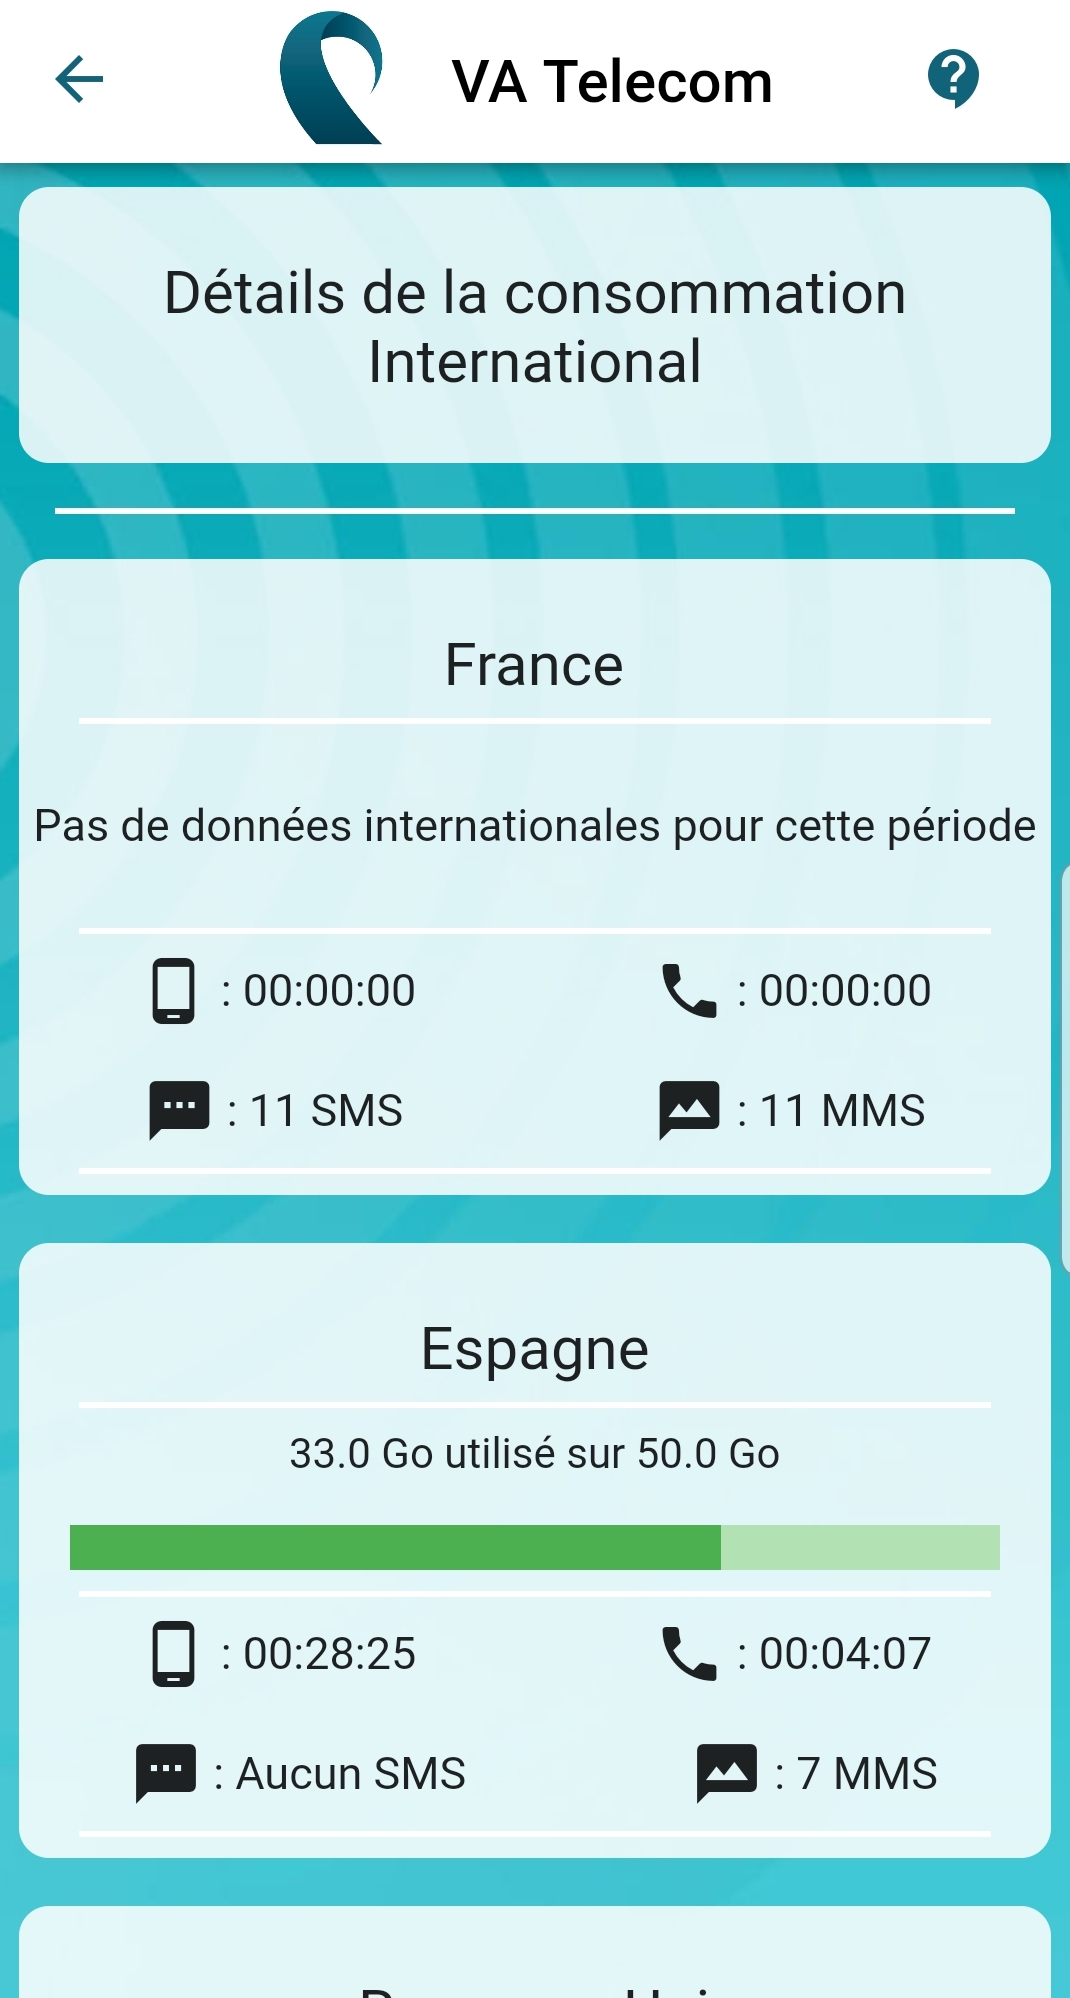 VA Telecom
Détails de la consommation
International
France
Pas de données internationales pour cette période
: 00:00:00
: 00:00:00
: 11 SMS
: 11 MMS
Espagne
33.0 Go utilisé sur 50.0 Go
: 00:28:25
: 00:04:07
: Aucun SMS
: 7 MMS